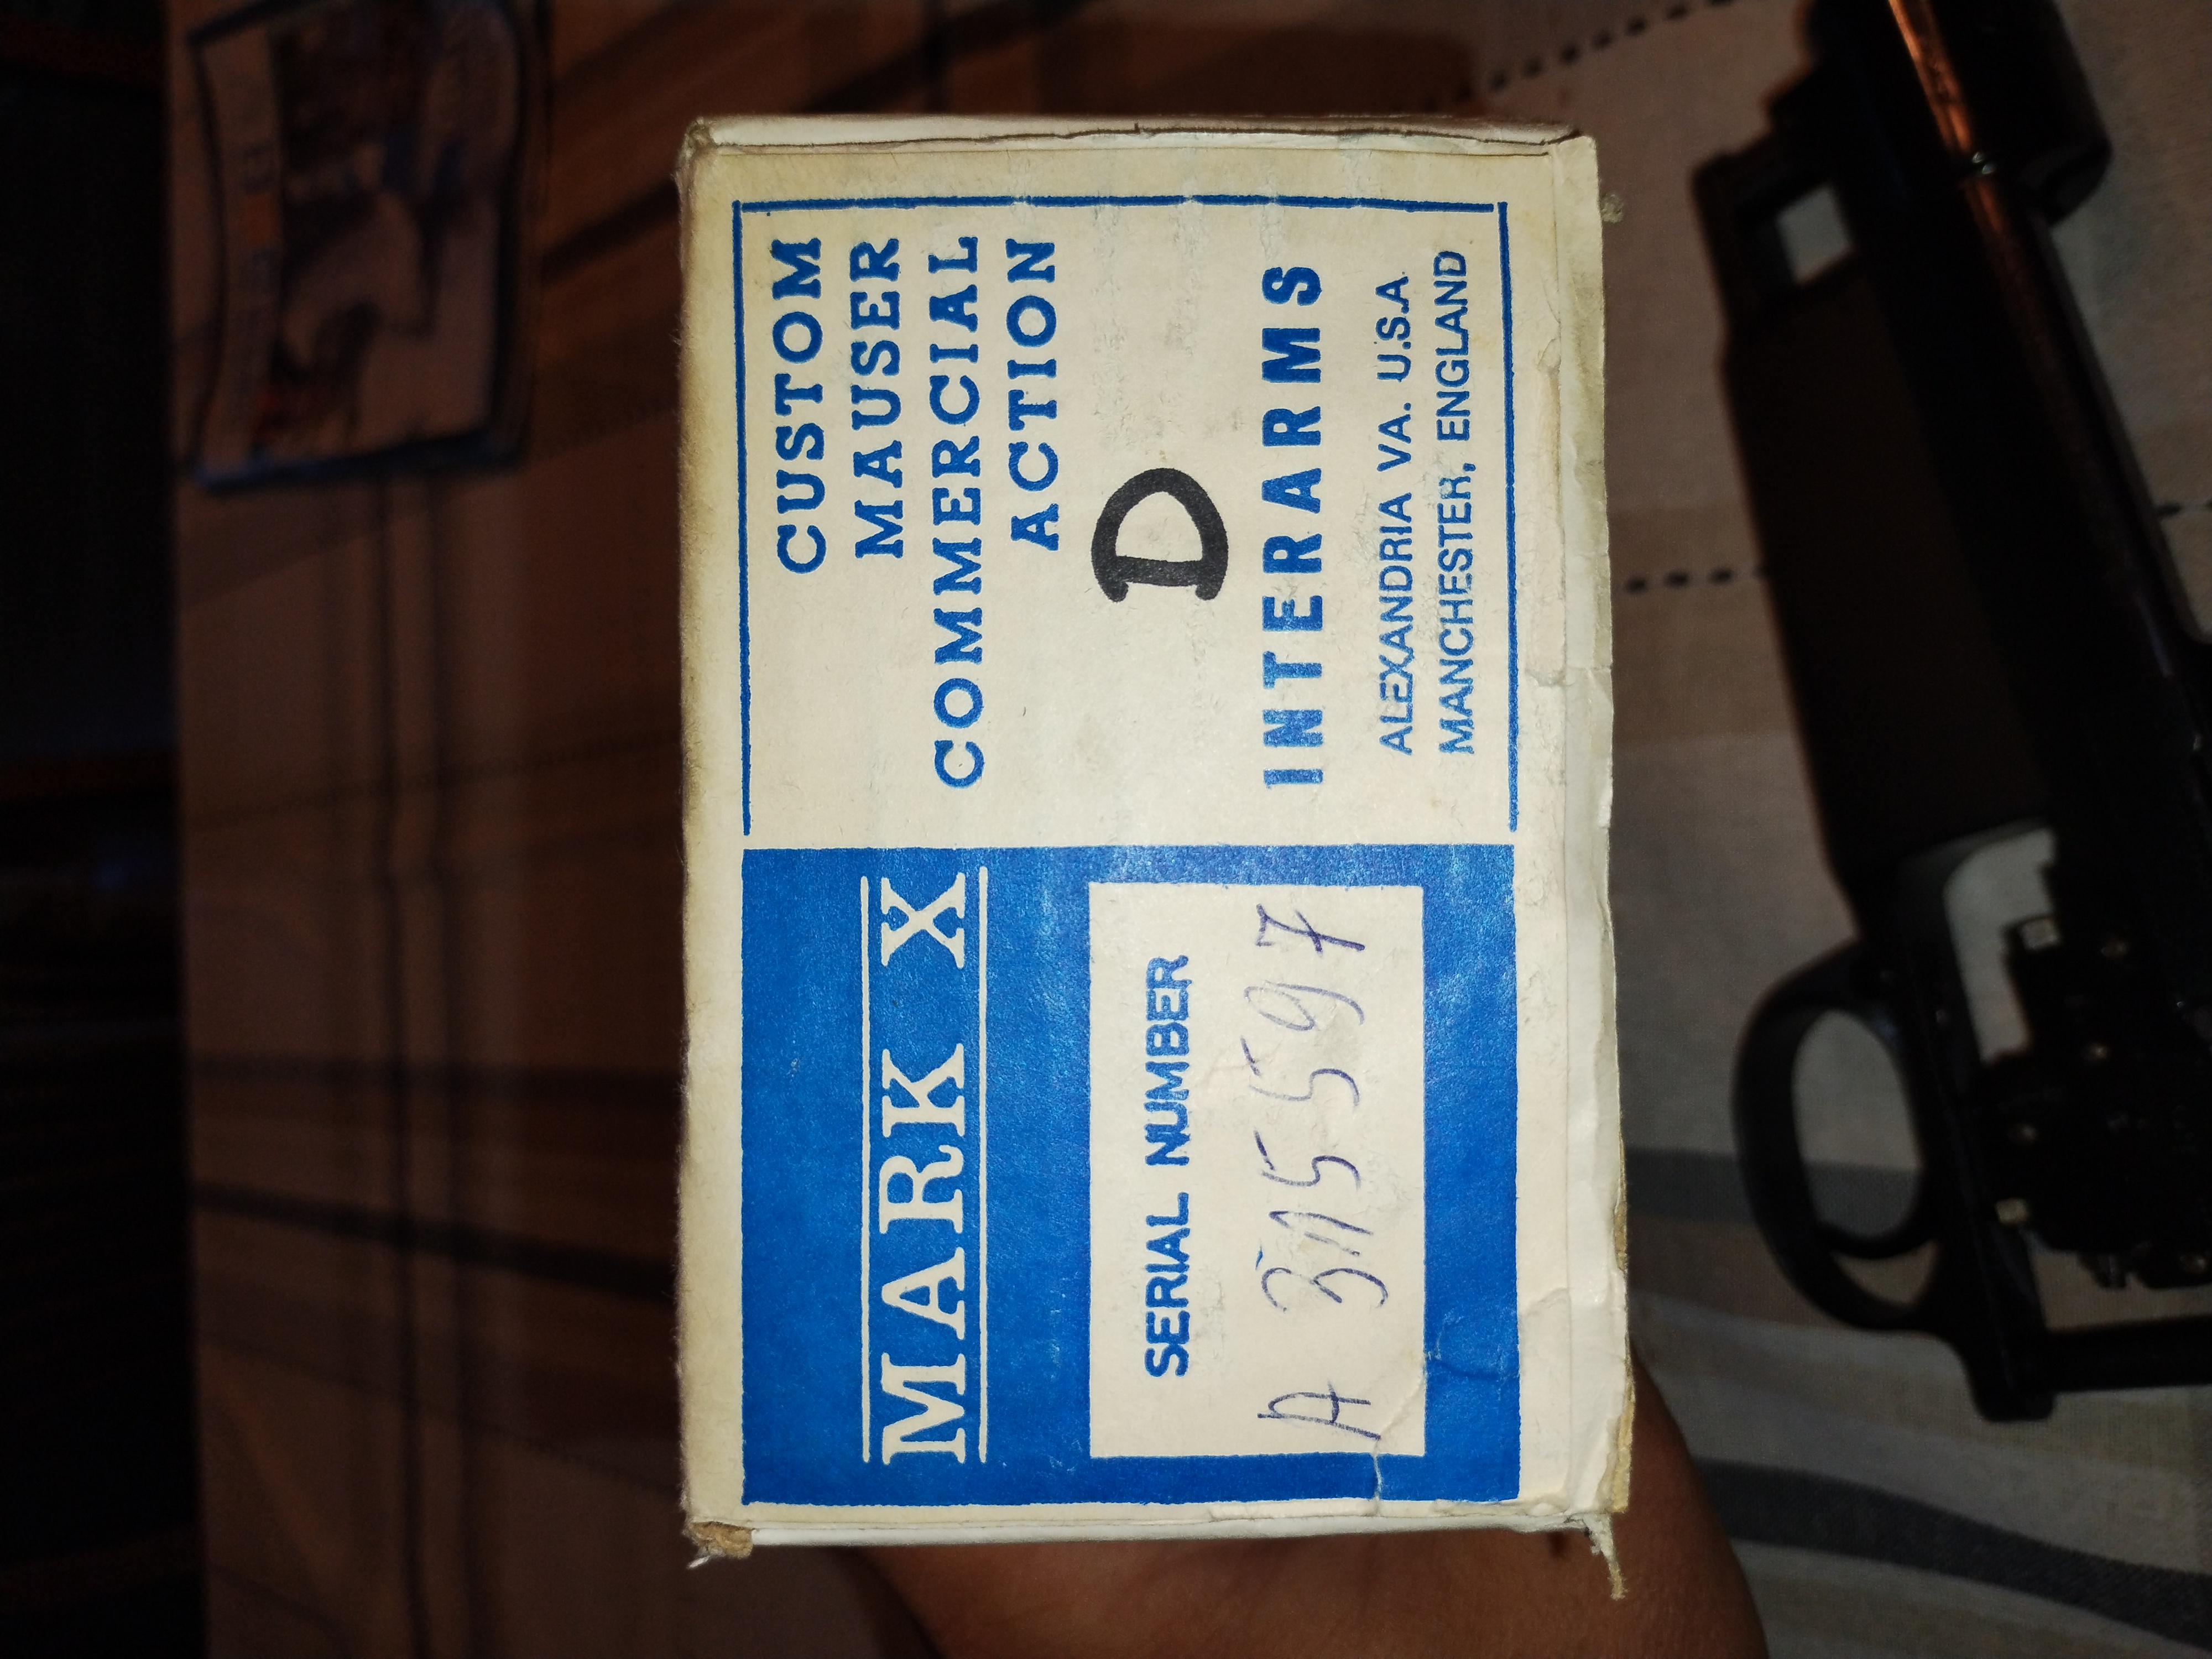 MARK X
SERIAL NUMBER
A 315597
CUSTOM
MAUSER
COMMERCIAL
ACTION
D
INTERARMS
ALEXANDRIA VA. U.S.A
MANCHESTER, ENGLAND